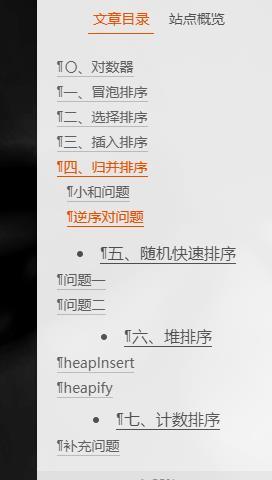 文章目录 站点概览
¶〇、对数器
¶一、冒泡排序
¶二、选择排序
¶三、插入排序
¶四、归并排序
¶小和问题
¶逆序对问题
• ¶五、随机快速排序
¶问题一
¶问题二
• ¶六、堆排序
¶heapInsert
¶heapify
• ¶七、计数排序
¶补充问题